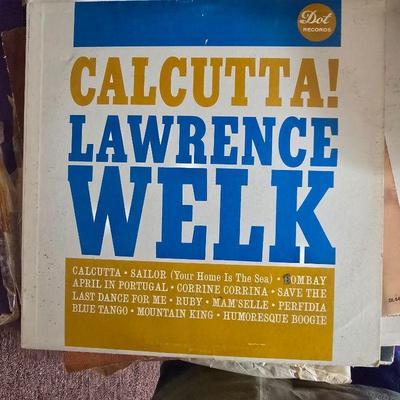 Dot
RECORDS
CALCUTTA!
LAWRENCE
WELK
CALCUTTA • SAILOR (Your Home Is The Sea) • BOMBAY
APRIL IN PORTUGAL • CORRINE CORRINA • SAVE THE
LAST DANCE FOR ME • RUBY • MAM'SELLE • PERFIDIA
BLUE TANGO • MOUNTAIN KING • HUMORESQUE BOOGIE